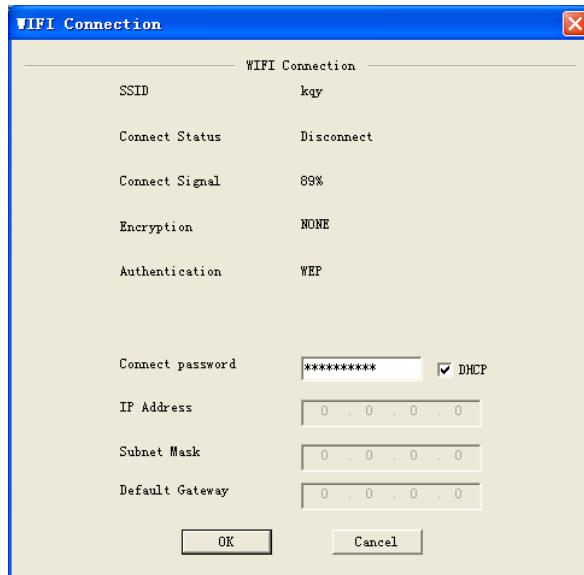 WIFI Connection
WIFI Connection
SSID kqy
Connect Status Disconnect
Connect Signal 89%
Encryption NONE
Authentication WEP
Connect password ********** DHCP
IP Address 0 . 0 . 0 . 0
Subnet Mask 0 . 0 . 0 . 0
Default Gateway 0 . 0 . 0 . 0
OK Cancel